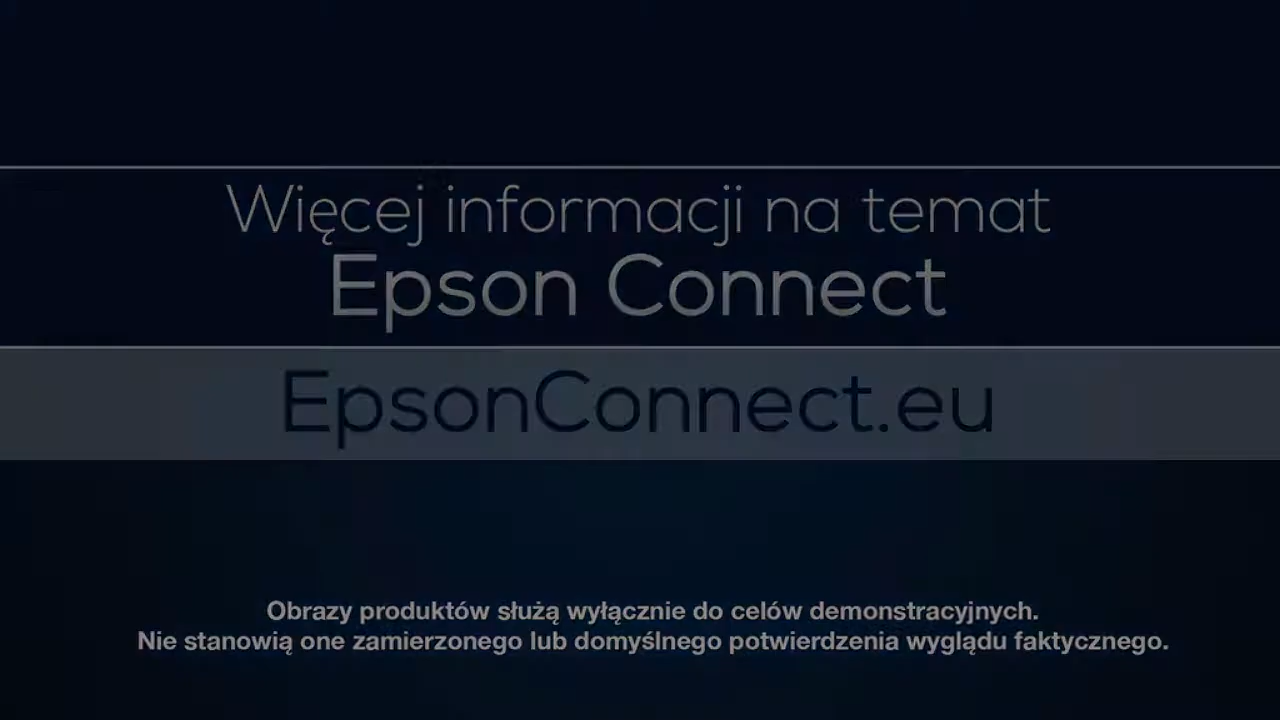 Więcej informacji na temat
Epson Connect
EpsonConnect.eu
Obrazy produktów służą wyłącznie do celów demonstracyjnych.
Nie stanowią one zamierzonego lub domyślnego potwierdzenia wyglądu faktycznego.